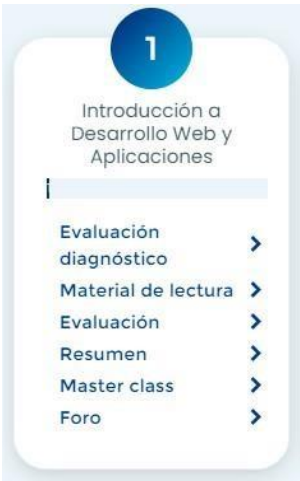 1
Introducción a
Desarrollo Web y
Aplicaciones
Evaluación
diagnóstico
Material de lectura
Evaluación
Resumen
Master class
Foro